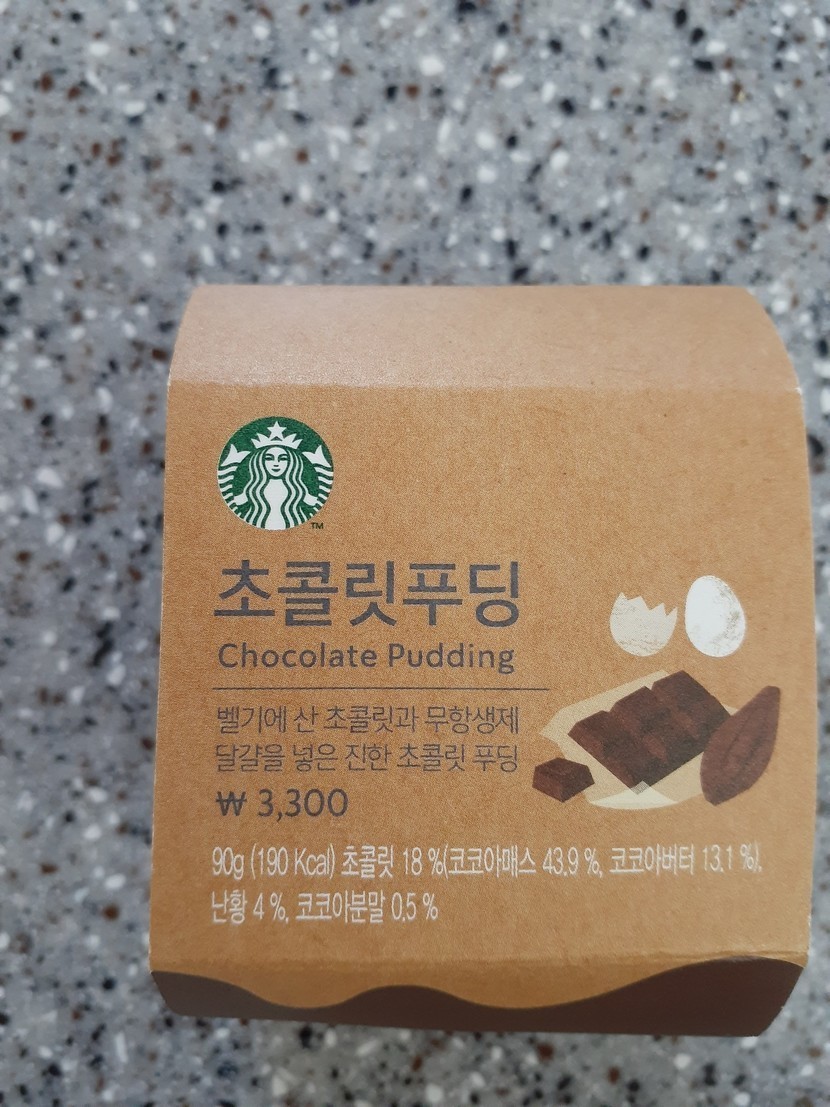 TM
초콜릿푸딩
Chocolate Pudding
벨기에 산 초콜릿과 무항생제
달걀을 넣은 진한 초콜릿 푸딩
₩ 3,300
90g (190 Kcal) 초콜릿 18 %(코코아매스 43.9 %, 코코아버터 13.1 %),
난황 4 %, 코코아분말 0.5 %